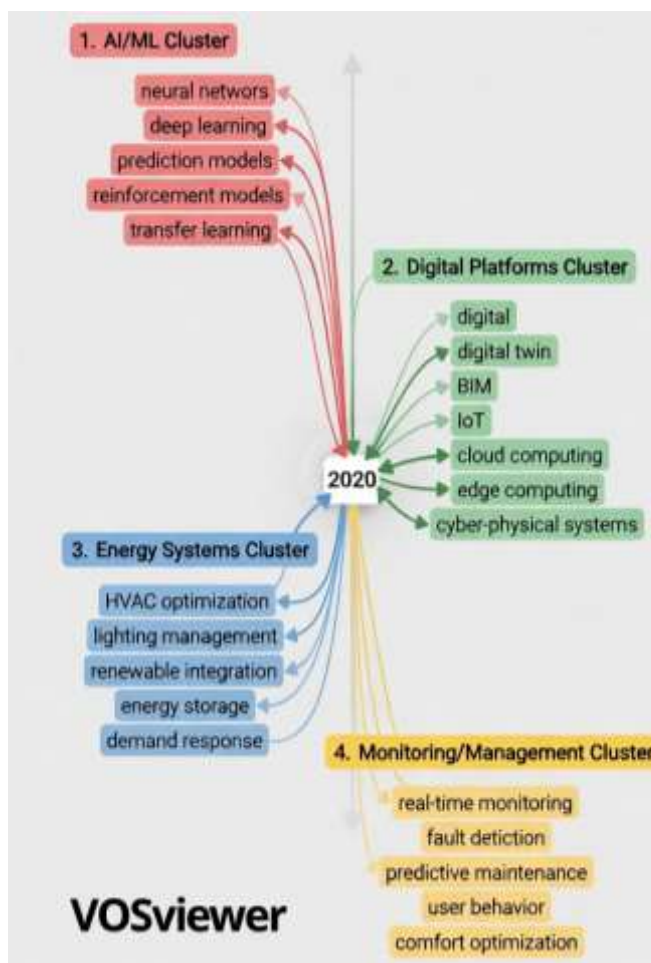 1. AI/ML Cluster
neural networs
deep learning
prediction models
reinforcement models
transfer learning
2. Digital Platforms Cluster
digital
digital twin
BIM
IoT
cloud computing
2020
edge computing
cyber-physical systems
3. Energy Systems Cluster
HVAC optimization
lighting management
renewable integration
energy storage
demand response
4. Monitoring/Management Cluster
real-time monitoring
fault detiction
predictive maintenance
user behavior
comfort optimization
VOSviewer